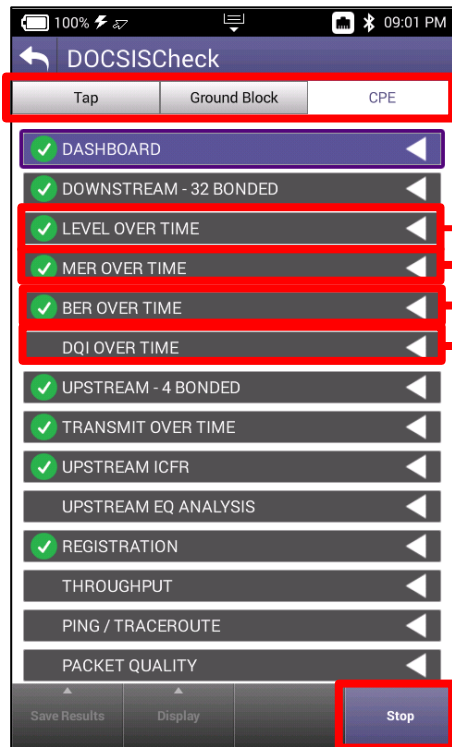 100% 09:01 PM
DOCSISCheck
Tap Ground Block CPE
DASHBOARD
DOWNSTREAM - 32 BONDED
LEVEL OVER TIME
MER OVER TIME
BER OVER TIME
DQI OVER TIME
UPSTREAM - 4 BONDED
TRANSMIT OVER TIME
UPSTREAM ICFR
UPSTREAM EQ ANALYSIS
REGISTRATION
THROUGHPUT
PING / TRACEROUTE
PACKET QUALITY
Save Results Display Stop